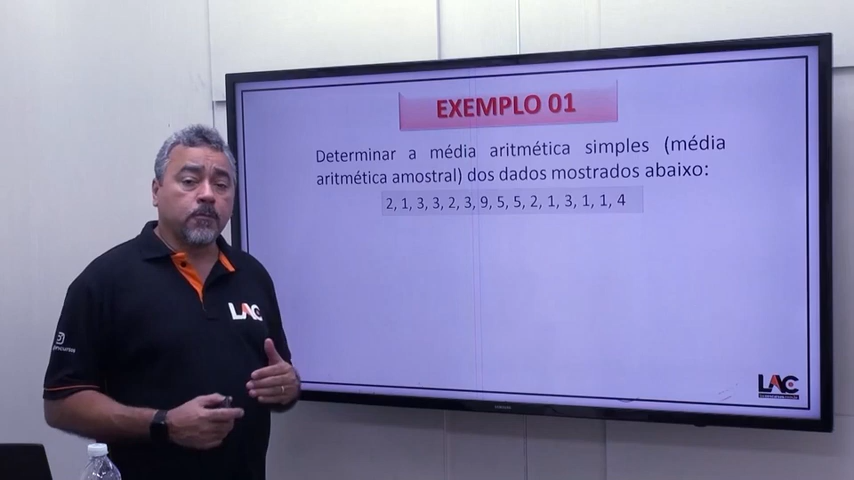 EXEMPLO 01
Determinar a média aritmética simples (média
aritmética amostral) dos dados mostrados abaixo:
2, 1, 3, 3, 2, 3, 9, 5, 5, 2, 1, 3, 1, 1, 4
LAC
LAC
SAMSUNG